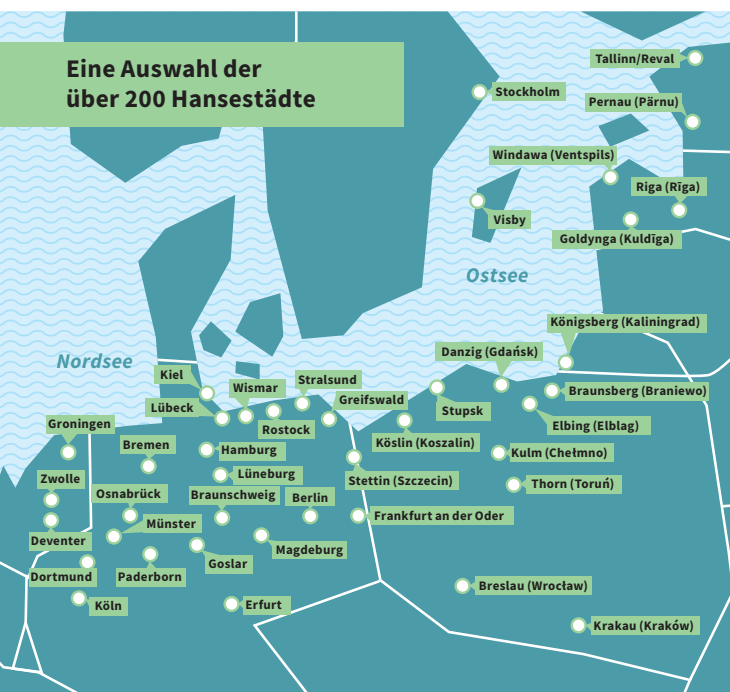 Eine Auswahl der
über 200 Hansestädte
Tallinn/Reval
Stockholm
Pernau (Pärnu)
Windawa (Ventspils)
Riga (Rīga)
Visby
Goldynga (Kuldīga)
Ostsee
Königsberg (Kaliningrad)
Nordsee
Danzig (Gdańsk)
Kiel
Wismar
Stralsund
Braunsberg (Braniewo)
Lübeck
Greifswald
Stupsk
Groningen
Rostock
Elbing (Elblag)
Bremen
Köslin (Koszalin)
Hamburg
Kulm (Chełmno)
Zwolle
Lüneburg
Stettin (Szczecin)
Thorn (Toruń)
Osnabrück
Braunschweig
Berlin
Münster
Frankfurt an der Oder
Deventer
Magdeburg
Goslar
Dortmund
Paderborn
Breslau (Wrocław)
Köln
Erfurt
Krakau (Kraków)